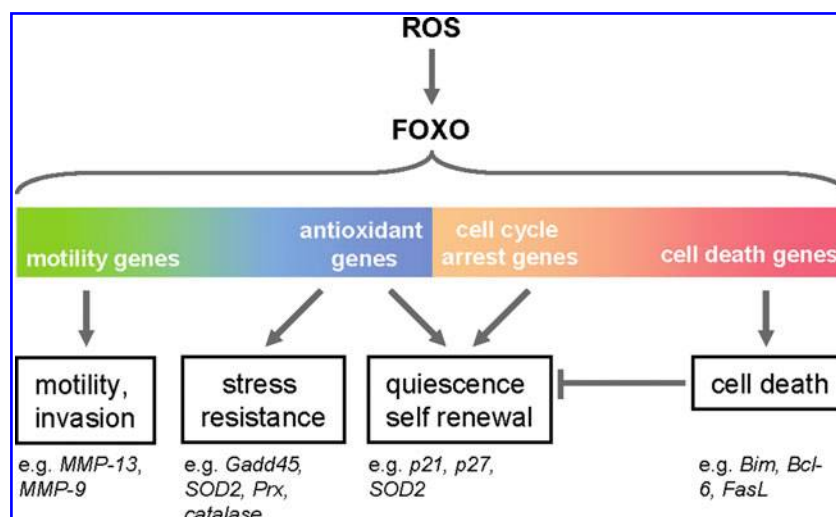 ROS
FOXO
motility genes
antioxidant
genes
cell cycle
arrest genes
cell death genes
motility,
invasion
stress
resistance
quiescence
self renewal
cell death
e.g. MMP-13,
MMP-9
e.g. Gadd45,
SOD2, Prx,
catalase
e.g. p21, p27,
SOD2
e.g. Bim, Bcl-
6, FasL